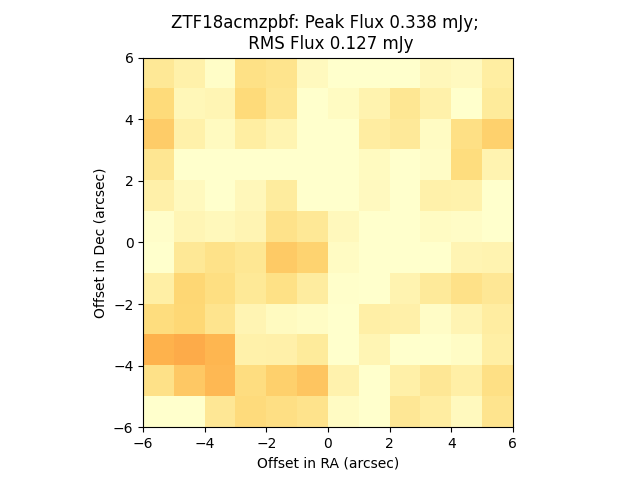 ZTF18acmzpbf: Peak Flux 0.338 mJy;
RMS Flux 0.127 mJy
6
4
2
0
−2
−4
−6
Offset in Dec (arcsec)
−6 −4 −2 0 2 4 6
Offset in RA (arcsec)